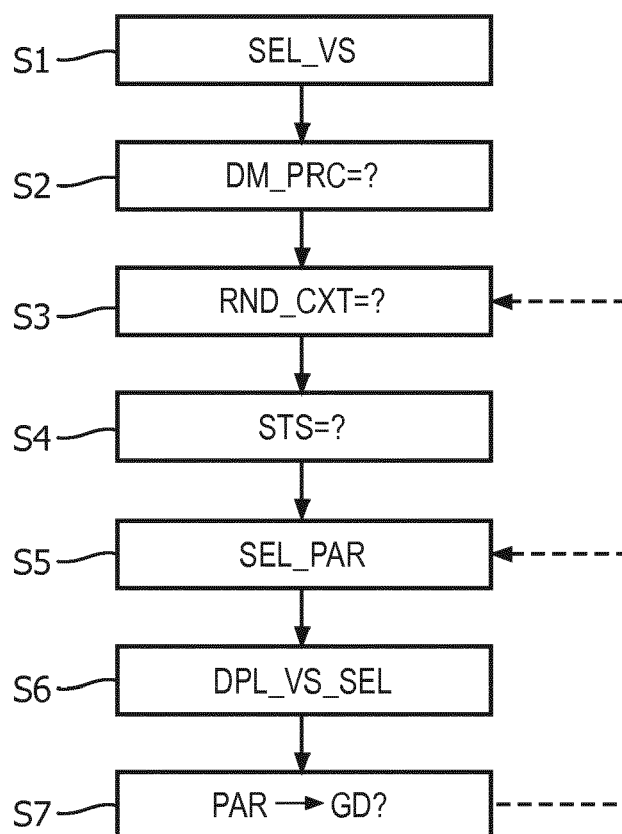 S1 SEL_VS
S2 DM_PRC=?
S3 RND_CXT=?
S4 STS=?
S5 SEL_PAR
S6 DPL_VS_SEL
S7 PAR → GD?